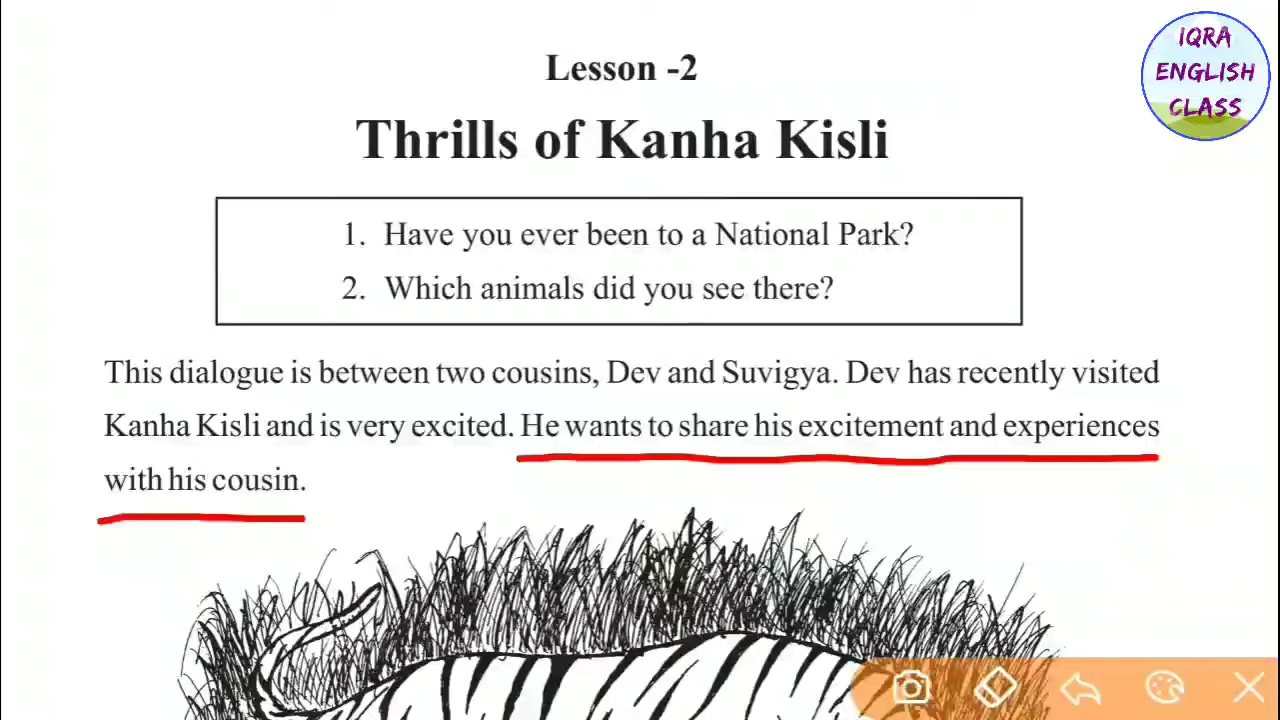 IQRA
ENGLISH
CLASS
Lesson -2
Thrills of Kanha Kisli
1. Have you ever been to a National Park?
2. Which animals did you see there?
This dialogue is between two cousins, Dev and Suvigya. Dev has recently visited
Kanha Kisli and is very excited. He wants to share his excitement and experiences
with his cousin.